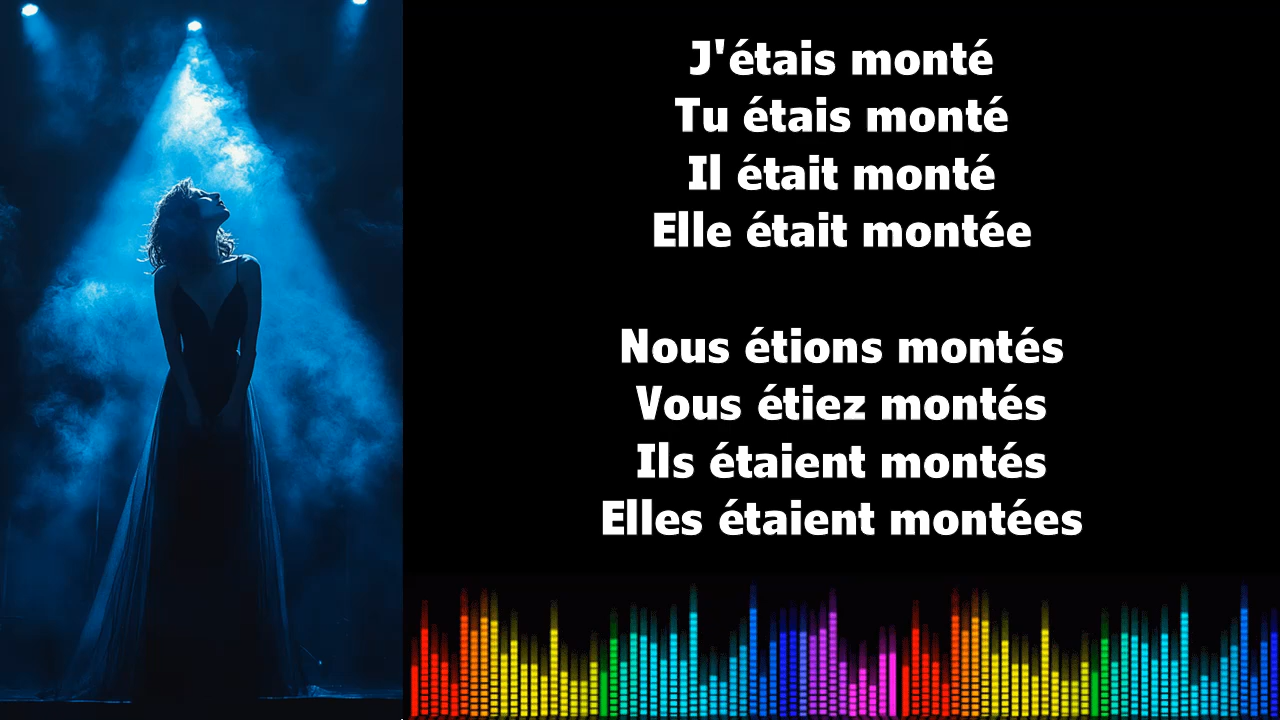 J'étais monté
Tu étais monté
Il était monté
Elle était montée
Nous étions montés
Vous étiez montés
Ils étaient montés
Elles étaient montées